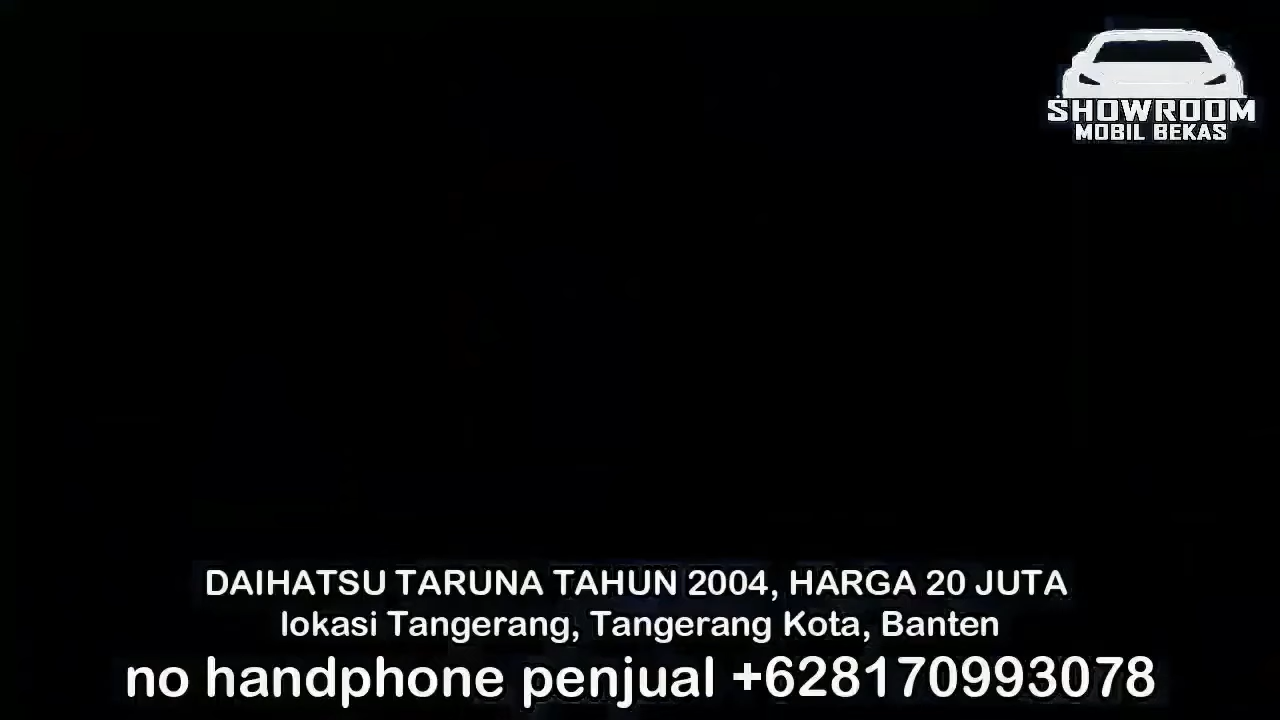 SHOWROOM
MOBIL BEKAS
DAIHATSU TARUNA TAHUN 2004, HARGA 20 JUTA
lokasi Tangerang, Tangerang Kota, Banten
no handphone penjual +628170993078